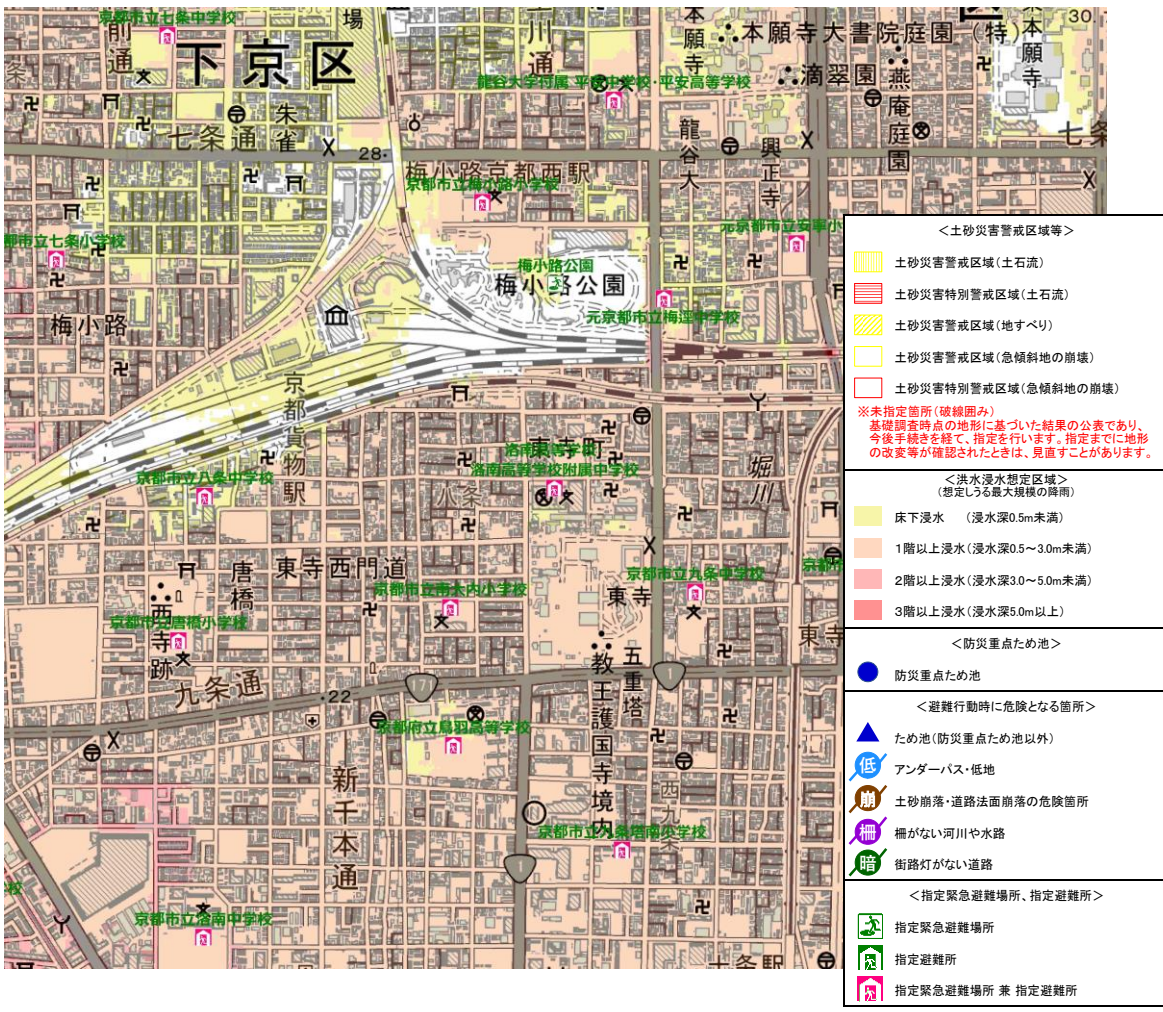 京都市立七条中学校
前通
場
下京区
川通
本願寺
本願寺大書院庭園(特)
30
本願寺
龍谷大学付属 平安中学校・平安高等学校
滴翠園
燕庵庭園
朱雀
七条通
28
龍谷大
興正寺
七条
梅小路京都西駅
京都市立梅小路小学校
都市立七条小学校
元京都市立安寧小
梅小路公園
梅小路公園
元京都市立梅逕中学校
梅小路
京都貨物駅
東寺町
洛南高等学校
洛南高等学校附属中学校
八条
堀川
京都市立八条中学校
東寺西門道
唐橋
京都市立南大内小学校
京都市立九条中学校
京都市
東寺
西寺跡
京都市立唐橋小学校
東寺
教王護国寺境内
五重塔
九条通
22
1
1
京都府立鳥羽高等学校
新千本通
西九条
京都市立九条塔南小学校
1
学校
京都市立洛南中学校
十条駅
<土砂災害警戒区域等>
土砂災害警戒区域(土石流)
土砂災害特別警戒区域(土石流)
土砂災害警戒区域(地すべり)
土砂災害警戒区域(急傾斜地の崩壊)
土砂災害特別警戒区域(急傾斜地の崩壊)
※未指定箇所(破線囲み)
基礎調査時点の地形に基づいた結果の公表であり、
今後手続きを経て、指定を行います。指定までに地形
の改変等が確認されたときは、見直すことがあります。
<洪水浸水想定区域>
(想定しうる最大規模の降雨)
床下浸水 (浸水深0.5m未満)
1階以上浸水(浸水深0.5～3.0m未満)
2階以上浸水(浸水深3.0～5.0m未満)
3階以上浸水(浸水深5.0m以上)
<防災重点ため池>
防災重点ため池
<避難行動時に危険となる箇所>
ため池(防災重点ため池以外)
低 アンダーパス・低地
崩 土砂崩落・道路法面崩落の危険箇所
柵 柵がない河川や水路
暗 街路灯がない道路
<指定緊急避難場所、指定避難所>
指定緊急避難場所
指定避難所
指定緊急避難場所 兼 指定避難所